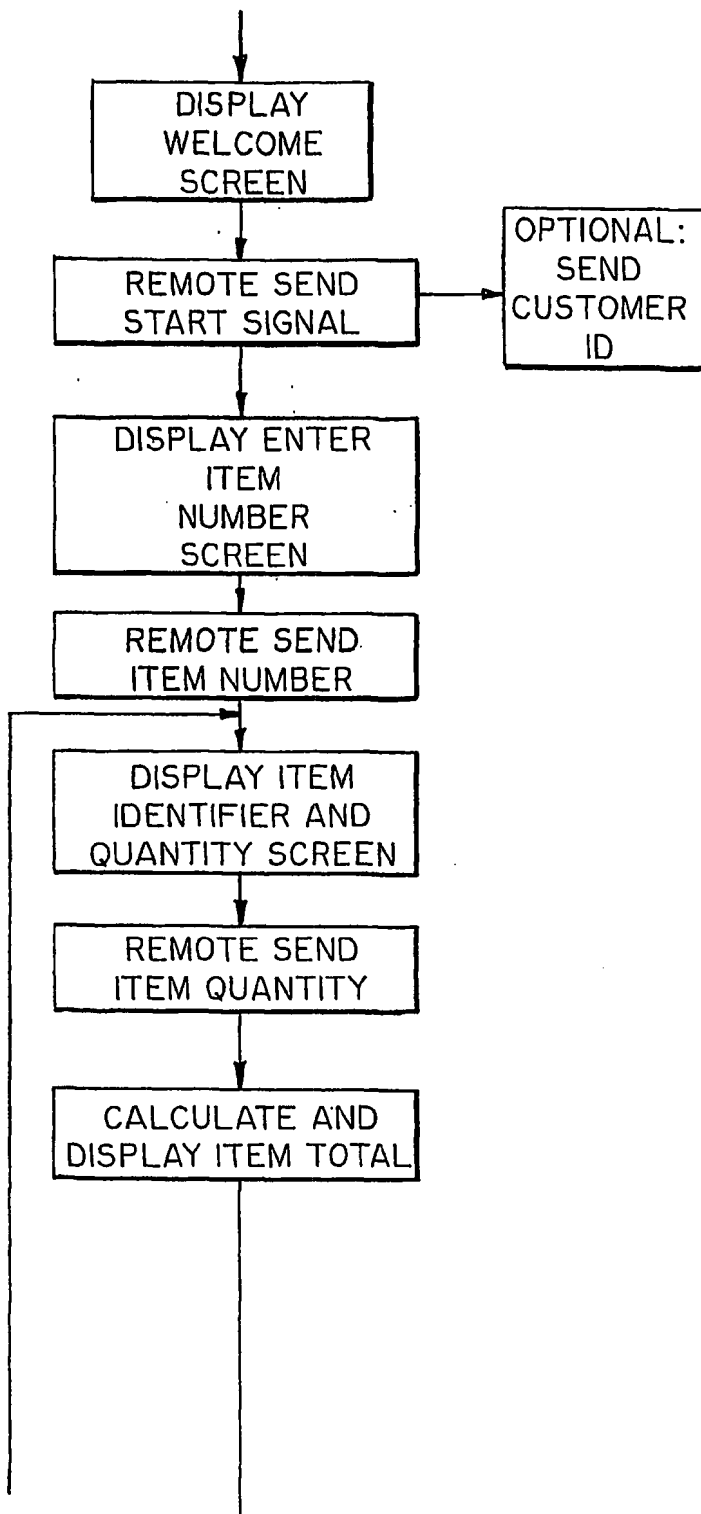 DISPLAY
WELCOME
SCREEN
REMOTE SEND
START SIGNAL
OPTIONAL:
SEND
CUSTOMER
ID
DISPLAY ENTER
ITEM
NUMBER
SCREEN
REMOTE SEND
ITEM NUMBER
DISPLAY ITEM
IDENTIFIER AND
QUANTITY SCREEN
REMOTE SEND
ITEM QUANTITY
CALCULATE AND
DISPLAY ITEM TOTAL